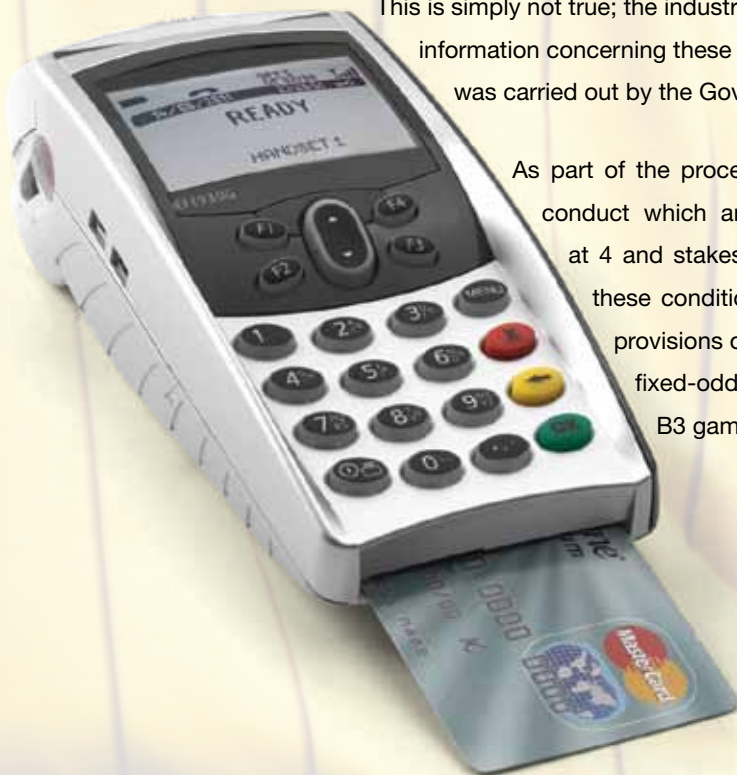 This is simply not true; the industr
information concerning these
was carried out by the Gov
As part of the proce
conduct which ar
at 4 and stakes
these conditio
provisions o
fixed-odd
B3 gam
READY
HANDSET 1
F1
F4
F2
F3
MENU
1
2
3
4
5
6
7
8
9
0
OK
0000
0000
MasterCard